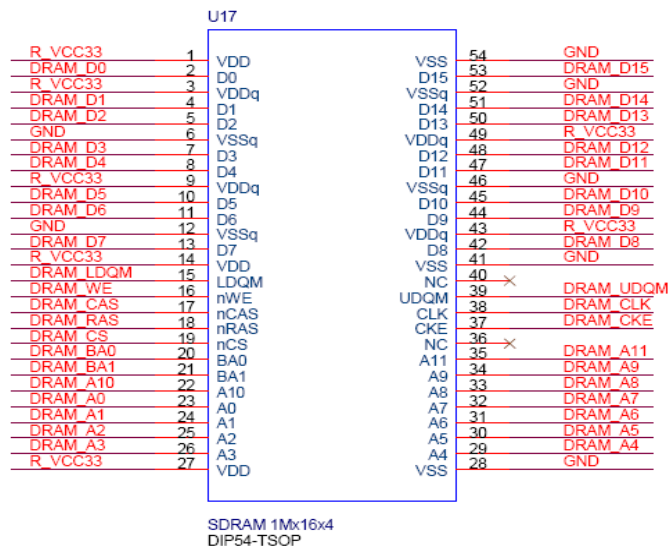 U17
R_VCC33 1 VDD VSS 54 GND
DRAM_D0 2 D0 D15 53 DRAM_D15
R_VCC33 3 VDDq VSSq 52 GND
DRAM_D1 4 D1 D14 51 DRAM_D14
DRAM_D2 5 D2 D13 50 DRAM_D13
GND 6 VSSq VDDq 49 R_VCC33
DRAM_D3 7 D3 D12 48 DRAM_D12
DRAM_D4 8 D4 D11 47 DRAM_D11
R_VCC33 9 VDDq VSSq 46 GND
DRAM_D5 10 D5 D10 45 DRAM_D10
DRAM_D6 11 D6 D9 44 DRAM_D9
GND 12 VSSq VDDq 43 R_VCC33
DRAM_D7 13 D7 D8 42 DRAM_D8
R_VCC33 14 VDD VSS 41 GND
DRAM_LDQM 15 LDQM NC 40
DRAM_WE 16 nWE UDQM 39 DRAM_UDQM
DRAM_CAS 17 nCAS CLK 38 DRAM_CLK
DRAM_RAS 18 nRAS CKE 37 DRAM_CKE
DRAM_CS 19 nCS NC 36
DRAM_BA0 20 BA0 A11 35 DRAM_A11
DRAM_BA1 21 BA1 A9 34 DRAM_A9
DRAM_A10 22 A10 A8 33 DRAM_A8
DRAM_A0 23 A0 A7 32 DRAM_A7
DRAM_A1 24 A1 A6 31 DRAM_A6
DRAM_A2 25 A2 A5 30 DRAM_A5
DRAM_A3 26 A3 A4 29 DRAM_A4
R_VCC33 27 VDD VSS 28 GND
SDRAM 1Mx16x4
DIP54-TSOP